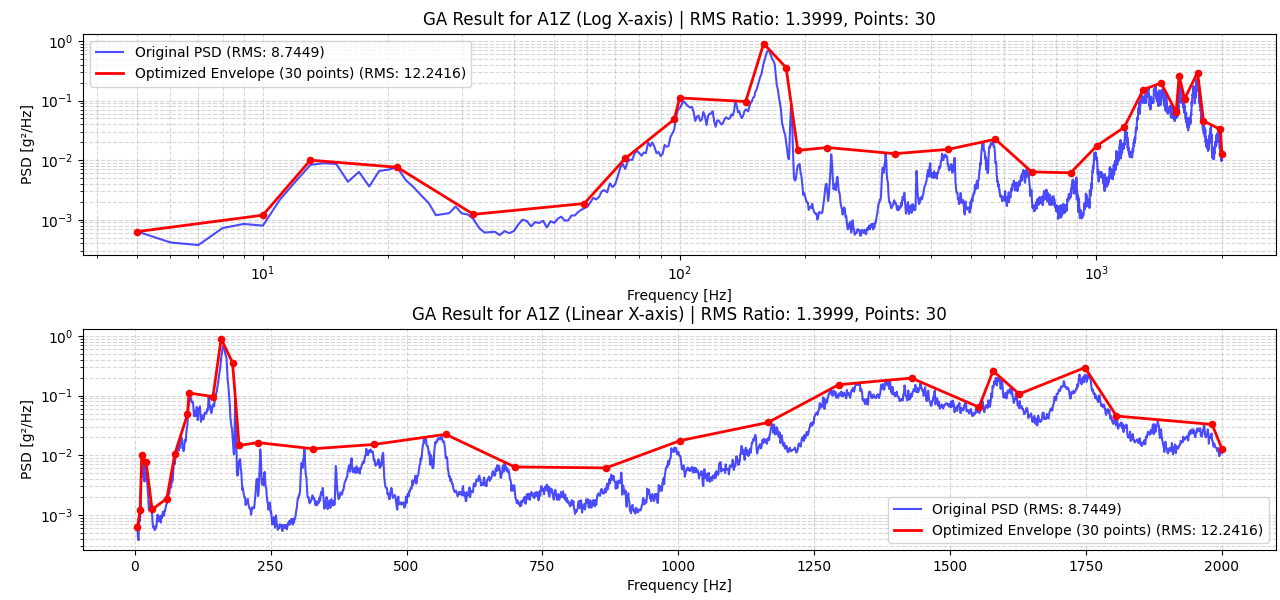 GA Result for A1Z (Log X-axis) | RMS Ratio: 1.3999, Points: 30
10⁰
10⁻¹
10⁻²
10⁻³
PSD [g²/Hz]
Original PSD (RMS: 8.7449)
Optimized Envelope (30 points) (RMS: 12.2416)
10¹ 10² 10³
Frequency [Hz]
GA Result for A1Z (Linear X-axis) | RMS Ratio: 1.3999, Points: 30
10⁰
10⁻¹
10⁻²
10⁻³
PSD [g²/Hz]
Original PSD (RMS: 8.7449)
Optimized Envelope (30 points) (RMS: 12.2416)
0 250 500 750 1000 1250 1500 1750 2000
Frequency [Hz]